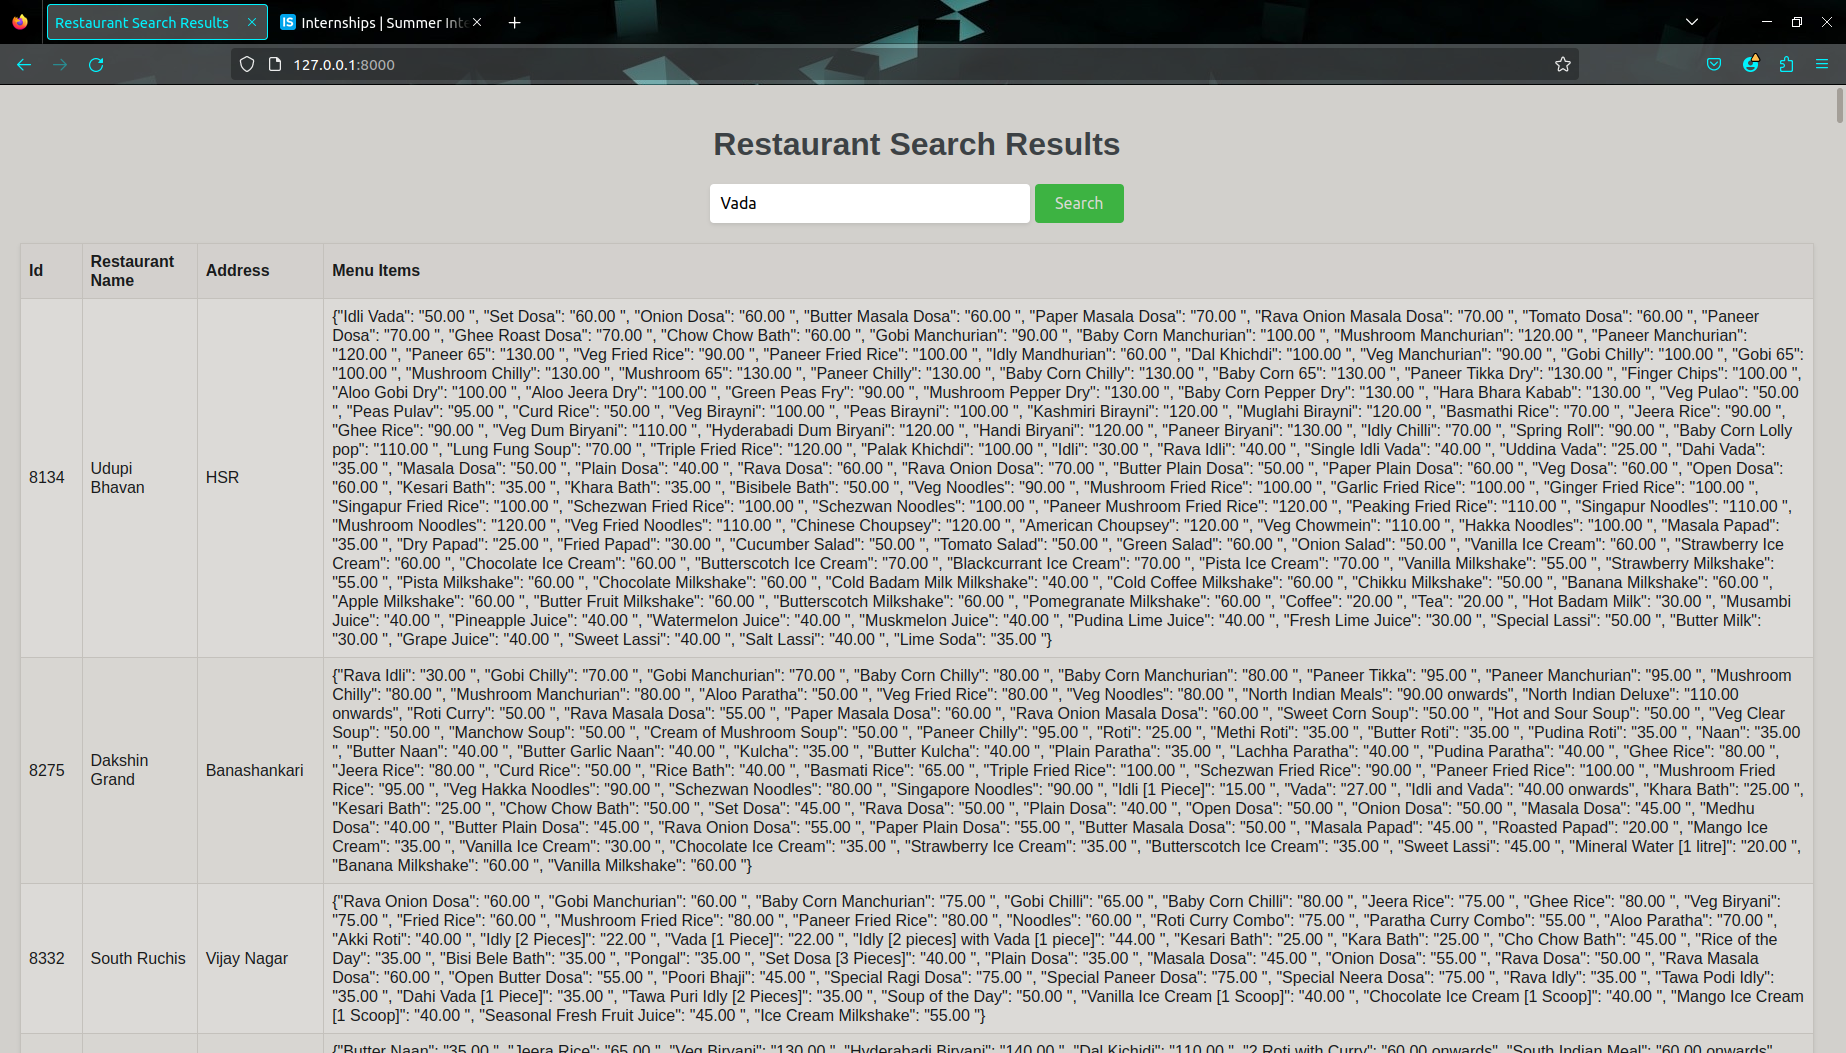 Restaurant Search Results
Internships | Summer Inte
127.0.0.1:8000
Restaurant Search Results
Vada
Search
Id
Restaurant Name
Address
Menu Items
8134
Udupi Bhavan
HSR
{"Idli Vada": "50.00 ", "Set Dosa": "60.00 ", "Onion Dosa": "60.00 ", "Butter Masala Dosa": "60.00 ", "Paper Masala Dosa": "70.00 ", "Rava Onion Masala Dosa": "70.00 ", "Tomato Dosa": "60.00 ", "Paneer
Dosa": "70.00 ", "Ghee Roast Dosa": "70.00 ", "Chow Chow Bath": "60.00 ", "Gobi Manchurian": "90.00 ", "Baby Corn Manchurian": "100.00 ", "Mushroom Manchurian": "120.00 ", "Paneer Manchurian":
"120.00 ", "Paneer 65": "130.00 ", "Veg Fried Rice": "90.00 ", "Paneer Fried Rice": "100.00 ", "Idly Mandhurian": "60.00 ", "Dal Khichdi": "100.00 ", "Veg Manchurian": "90.00 ", "Gobi Chilly": "100.00 ", "Gobi 65":
"100.00 ", "Mushroom Chilly": "130.00 ", "Mushroom 65": "130.00 ", "Paneer Chilly": "130.00 ", "Baby Corn Chilly": "130.00 ", "Baby Corn 65": "130.00 ", "Paneer Tikka Dry": "130.00 ", "Finger Chips": "100.00 ",
"Aloo Gobi Dry": "100.00 ", "Aloo Jeera Dry": "100.00 ", "Green Peas Fry": "90.00 ", "Mushroom Pepper Dry": "130.00 ", "Baby Corn Pepper Dry": "130.00 ", "Hara Bhara Kabab": "130.00 ", "Veg Pulao": "50.00
", "Peas Pulav": "95.00 ", "Curd Rice": "50.00 ", "Veg Birayni": "100.00 ", "Peas Birayni": "100.00 ", "Kashmiri Birayni": "120.00 ", "Muglahi Birayni": "120.00 ", "Basmathi Rice": "70.00 ", "Jeera Rice": "90.00 ",
"Ghee Rice": "90.00 ", "Veg Dum Biryani": "110.00 ", "Hyderabadi Dum Biryani": "120.00 ", "Handi Biryani": "120.00 ", "Paneer Biryani": "130.00 ", "Idly Chilli": "70.00 ", "Spring Roll": "90.00 ", "Baby Corn Lolly
pop": "110.00 ", "Lung Fung Soup": "70.00 ", "Triple Fried Rice": "120.00 ", "Palak Khichdi": "100.00 ", "Idli": "30.00 ", "Rava Idli": "40.00 ", "Single Idli Vada": "40.00 ", "Uddina Vada": "25.00 ", "Dahi Vada":
"35.00 ", "Masala Dosa": "50.00 ", "Plain Dosa": "40.00 ", "Rava Dosa": "60.00 ", "Rava Onion Dosa": "70.00 ", "Butter Plain Dosa": "50.00 ", "Paper Plain Dosa": "60.00 ", "Veg Dosa": "60.00 ", "Open Dosa":
"60.00 ", "Kesari Bath": "35.00 ", "Khara Bath": "35.00 ", "Bisibele Bath": "50.00 ", "Veg Noodles": "90.00 ", "Mushroom Fried Rice": "100.00 ", "Garlic Fried Rice": "100.00 ", "Ginger Fried Rice": "100.00 ",
"Singapur Fried Rice": "100.00 ", "Schezwan Fried Rice": "100.00 ", "Schezwan Noodles": "100.00 ", "Paneer Mushroom Fried Rice": "120.00 ", "Peaking Fried Rice": "110.00 ", "Singapur Noodles": "110.00 ",
"Mushroom Noodles": "120.00 ", "Veg Fried Noodles": "110.00 ", "Chinese Choupsey": "120.00 ", "American Choupsey": "120.00 ", "Veg Chowmein": "110.00 ", "Hakka Noodles": "100.00 ", "Masala Papad":
"35.00 ", "Dry Papad": "25.00 ", "Fried Papad": "30.00 ", "Cucumber Salad": "50.00 ", "Tomato Salad": "50.00 ", "Green Salad": "60.00 ", "Onion Salad": "50.00 ", "Vanilla Ice Cream": "60.00 ", "Strawberry Ice
Cream": "60.00 ", "Chocolate Ice Cream": "60.00 ", "Butterscotch Ice Cream": "70.00 ", "Blackcurrant Ice Cream": "70.00 ", "Pista Ice Cream": "70.00 ", "Vanilla Milkshake": "55.00 ", "Strawberry Milkshake":
"55.00 ", "Pista Milkshake": "60.00 ", "Chocolate Milkshake": "60.00 ", "Cold Badam Milk Milkshake": "40.00 ", "Cold Coffee Milkshake": "60.00 ", "Chikku Milkshake": "50.00 ", "Banana Milkshake": "60.00 ",
"Apple Milkshake": "60.00 ", "Butter Fruit Milkshake": "60.00 ", "Butterscotch Milkshake": "60.00 ", "Pomegranate Milkshake": "60.00 ", "Coffee": "20.00 ", "Tea": "20.00 ", "Hot Badam Milk": "30.00 ", "Musambi
Juice": "40.00 ", "Pineapple Juice": "40.00 ", "Watermelon Juice": "40.00 ", "Muskmelon Juice": "40.00 ", "Pudina Lime Juice": "40.00 ", "Fresh Lime Juice": "30.00 ", "Special Lassi": "50.00 ", "Butter Milk":
"30.00 ", "Grape Juice": "40.00 ", "Sweet Lassi": "40.00 ", "Salt Lassi": "40.00 ", "Lime Soda": "35.00 "}
8275
Dakshin Grand
Banashankari
{"Rava Idli": "30.00 ", "Gobi Chilly": "70.00 ", "Gobi Manchurian": "70.00 ", "Baby Corn Chilly": "80.00 ", "Baby Corn Manchurian": "80.00 ", "Paneer Tikka": "95.00 ", "Paneer Manchurian": "95.00 ", "Mushroom
Chilly": "80.00 ", "Mushroom Manchurian": "80.00 ", "Aloo Paratha": "50.00 ", "Veg Fried Rice": "80.00 ", "Veg Noodles": "80.00 ", "North Indian Meals": "90.00 onwards", "North Indian Deluxe": "110.00
onwards", "Roti Curry": "50.00 ", "Rava Masala Dosa": "55.00 ", "Paper Masala Dosa": "60.00 ", "Rava Onion Masala Dosa": "60.00 ", "Sweet Corn Soup": "50.00 ", "Hot and Sour Soup": "50.00 ", "Veg Clear
Soup": "50.00 ", "Manchow Soup": "50.00 ", "Cream of Mushroom Soup": "50.00 ", "Paneer Chilly": "95.00 ", "Roti": "25.00 ", "Methi Roti": "35.00 ", "Butter Roti": "35.00 ", "Pudina Roti": "35.00 ", "Naan": "35.00
", "Butter Naan": "40.00 ", "Butter Garlic Naan": "40.00 ", "Kulcha": "35.00 ", "Butter Kulcha": "40.00 ", "Plain Paratha": "35.00 ", "Lachha Paratha": "40.00 ", "Pudina Paratha": "40.00 ", "Ghee Rice": "80.00 ",
"Jeera Rice": "80.00 ", "Curd Rice": "50.00 ", "Rice Bath": "40.00 ", "Basmati Rice": "65.00 ", "Triple Fried Rice": "100.00 ", "Schezwan Fried Rice": "90.00 ", "Paneer Fried Rice": "100.00 ", "Mushroom Fried
Rice": "95.00 ", "Veg Hakka Noodles": "90.00 ", "Schezwan Noodles": "80.00 ", "Singapore Noodles": "90.00 ", "Idli [1 Piece]": "15.00 ", "Vada": "27.00 ", "Idli and Vada": "40.00 onwards", "Khara Bath": "25.00 ",
"Kesari Bath": "25.00 ", "Chow Chow Bath": "50.00 ", "Set Dosa": "45.00 ", "Rava Dosa": "50.00 ", "Plain Dosa": "40.00 ", "Open Dosa": "50.00 ", "Onion Dosa": "50.00 ", "Masala Dosa": "45.00 ", "Medhu
Dosa": "40.00 ", "Butter Plain Dosa": "45.00 ", "Rava Onion Dosa": "55.00 ", "Paper Plain Dosa": "55.00 ", "Butter Masala Dosa": "50.00 ", "Masala Papad": "45.00 ", "Roasted Papad": "20.00 ", "Mango Ice
Cream": "35.00 ", "Vanilla Ice Cream": "30.00 ", "Chocolate Ice Cream": "35.00 ", "Strawberry Ice Cream": "35.00 ", "Butterscotch Ice Cream": "35.00 ", "Sweet Lassi": "45.00 ", "Mineral Water [1 litre]": "20.00 ",
"Banana Milkshake": "60.00 ", "Vanilla Milkshake": "60.00 "}
8332
South Ruchis
Vijay Nagar
{"Rava Onion Dosa": "60.00 ", "Gobi Manchurian": "60.00 ", "Baby Corn Manchurian": "75.00 ", "Gobi Chilli": "65.00 ", "Baby Corn Chilli": "80.00 ", "Jeera Rice": "75.00 ", "Ghee Rice": "80.00 ", "Veg Biryani":
"75.00 ", "Fried Rice": "60.00 ", "Mushroom Fried Rice": "80.00 ", "Paneer Fried Rice": "80.00 ", "Noodles": "60.00 ", "Roti Curry Combo": "75.00 ", "Paratha Curry Combo": "55.00 ", "Aloo Paratha": "70.00 ",
"Akki Roti": "40.00 ", "Idly [2 Pieces]": "22.00 ", "Vada [1 Piece]": "22.00 ", "Idly [2 pieces] with Vada [1 piece]": "44.00 ", "Kesari Bath": "25.00 ", "Kara Bath": "25.00 ", "Cho Chow Bath": "45.00 ", "Rice of the
Day": "35.00 ", "Bisi Bele Bath": "35.00 ", "Pongal": "35.00 ", "Set Dosa [3 Pieces]": "40.00 ", "Plain Dosa": "35.00 ", "Masala Dosa": "45.00 ", "Onion Dosa": "55.00 ", "Rava Dosa": "50.00 ", "Rava Masala
Dosa": "60.00 ", "Open Butter Dosa": "55.00 ", "Poori Bhaji": "45.00 ", "Special Ragi Dosa": "75.00 ", "Special Paneer Dosa": "75.00 ", "Special Neera Dosa": "75.00 ", "Rava Idly": "35.00 ", "Tawa Podi Idly":
"35.00 ", "Dahi Vada [1 Piece]": "35.00 ", "Tawa Puri Idly [2 Pieces]": "35.00 ", "Soup of the Day": "50.00 ", "Vanilla Ice Cream [1 Scoop]": "40.00 ", "Chocolate Ice Cream [1 Scoop]": "40.00 ", "Mango Ice Cream
[1 Scoop]": "40.00 ", "Seasonal Fresh Fruit Juice": "45.00 ", "Ice Cream Milkshake": "55.00 "}
{"Butter Naan": "35.00 ", "Jeera Rice": "65.00 ", "Veg Biryani": "130.00 ", "Hyderabadi Biryani": "140.00 ", "Dal Kichidi": "110.00 ", "2 Roti with Curry": "60.00 onwards", "South Indian Meal": "60.00 onwards",